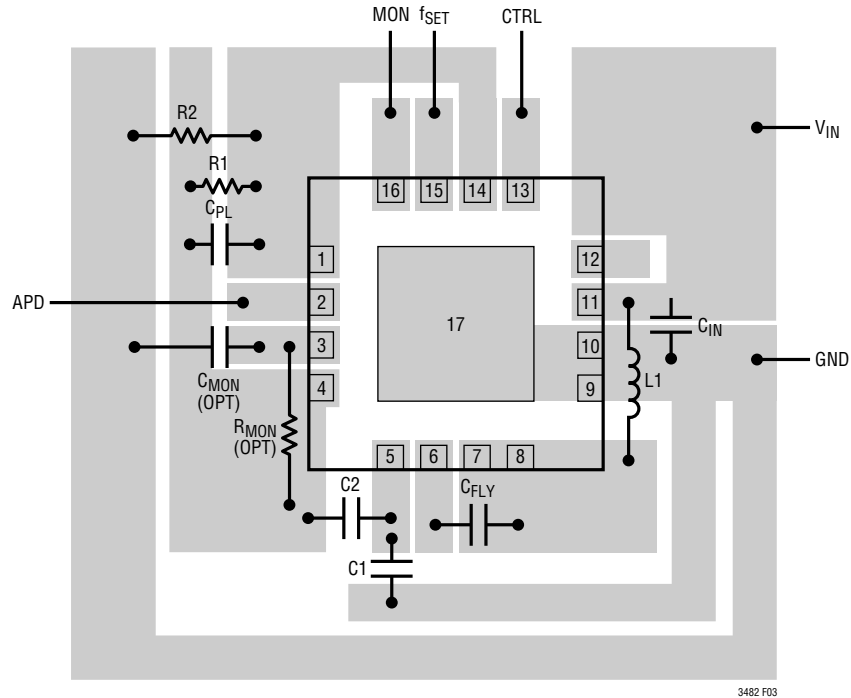 MON fSET CTRL
R2
VIN
R1
16 15 14 13
CPL
1 12
APD
2 11
17
CIN
3 10
GND
CMON
(OPT)
4 9
L1
RMON
(OPT)
5 6 7 8
C2
CFLY
C1
3482 F03